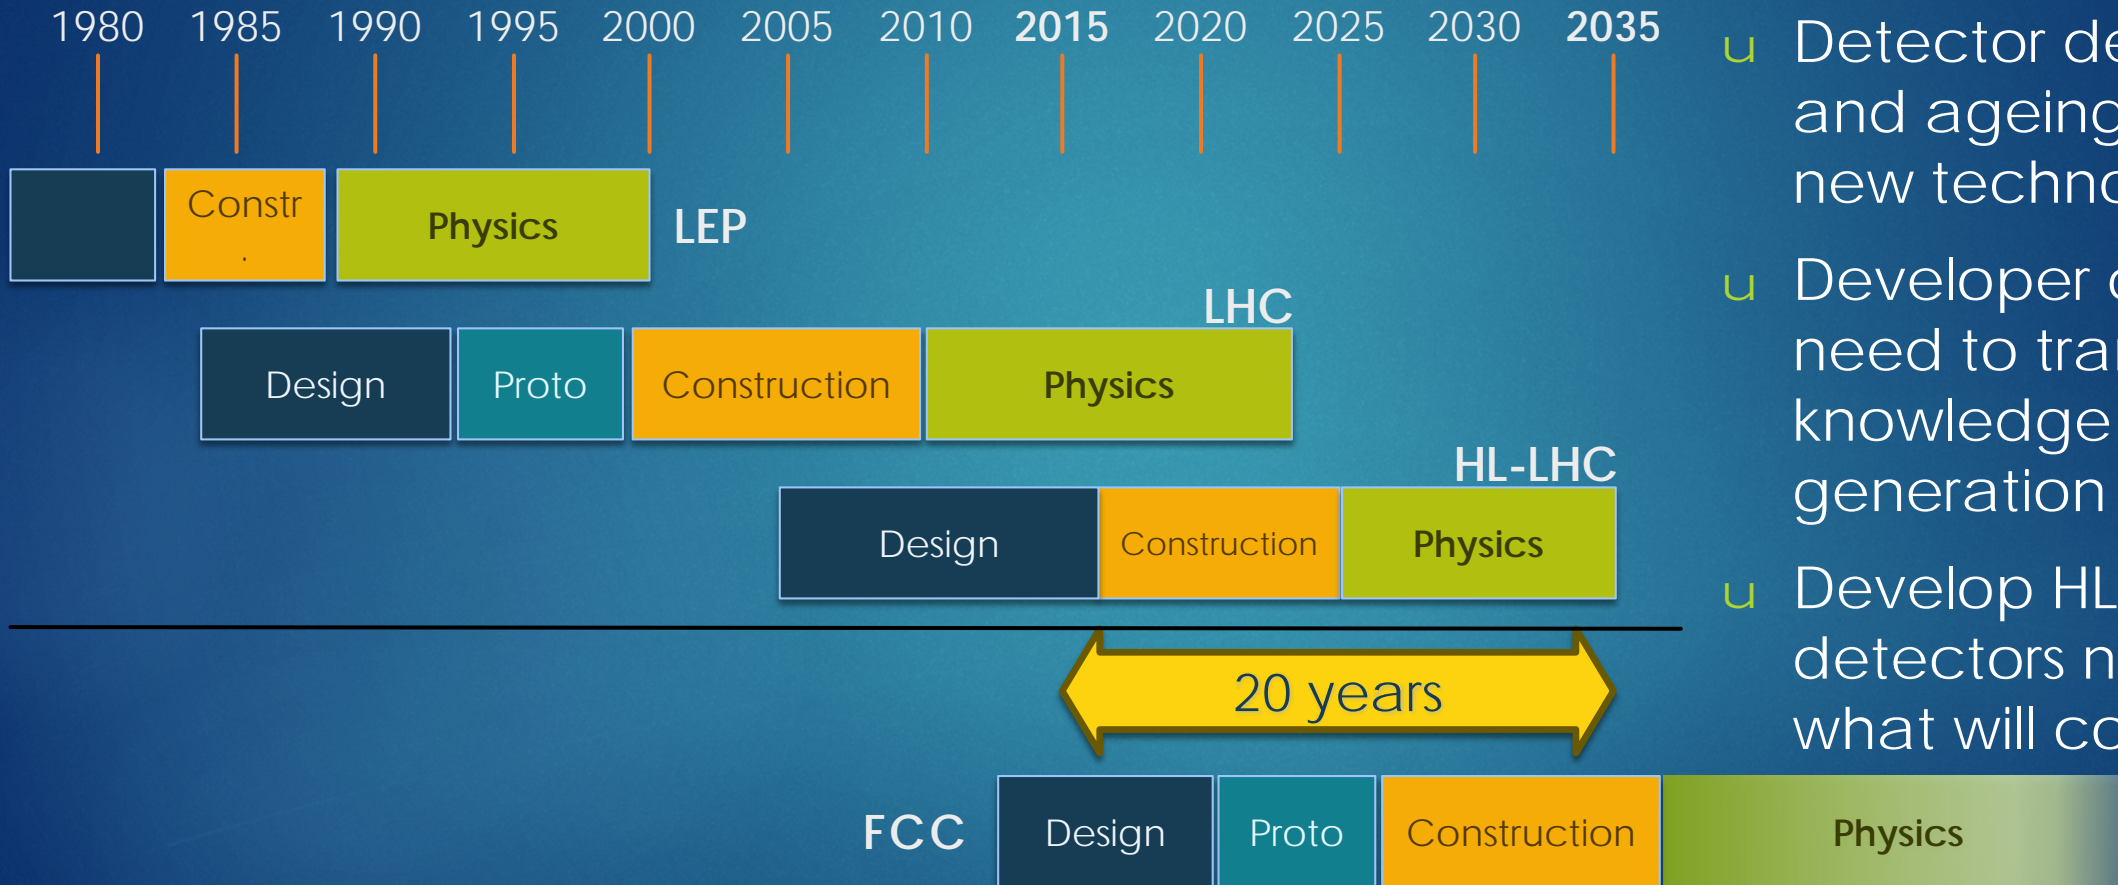 1980 1985 1990 1995 2000 2005 2010 2015 2020 2025 2030 2035
Constr
.
Physics
LEP
LHC
Design Proto Construction Physics
HL-LHC
Design Construction Physics
20 years
FCC Design Proto Construction Physics
u Detector de
and ageing
new techno
u Developer
need to tra
knowledge
generation
u Develop HL
detectors n
what will co